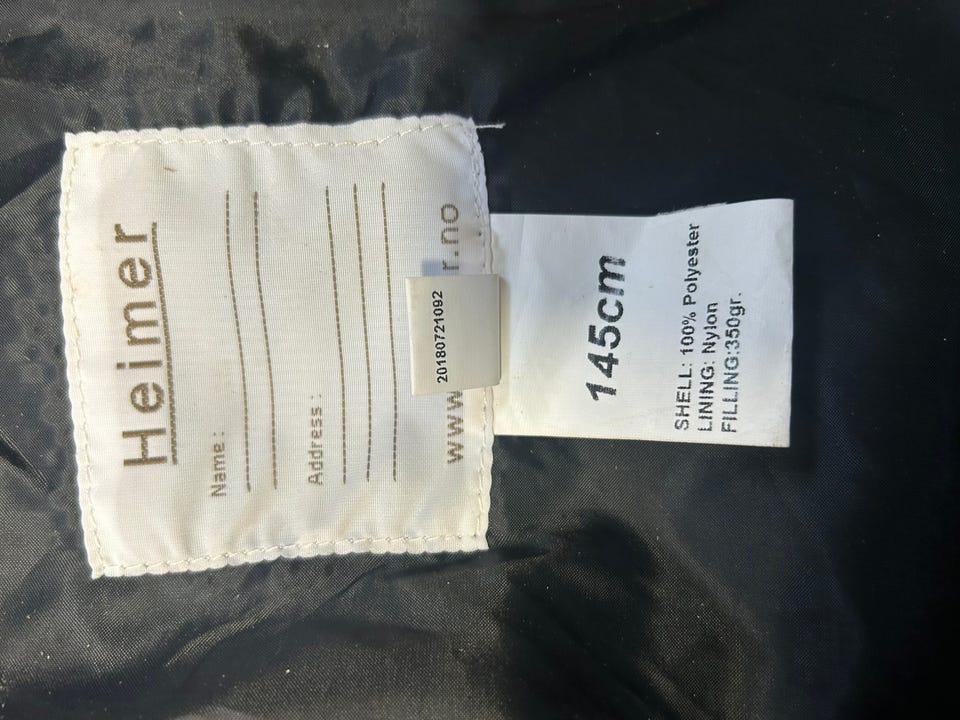 Heimer
Name:
Address:
www r.no
20180721092
145cm
SHELL: 100% Polyester
LINING: Nylon
FILLING:350gr.